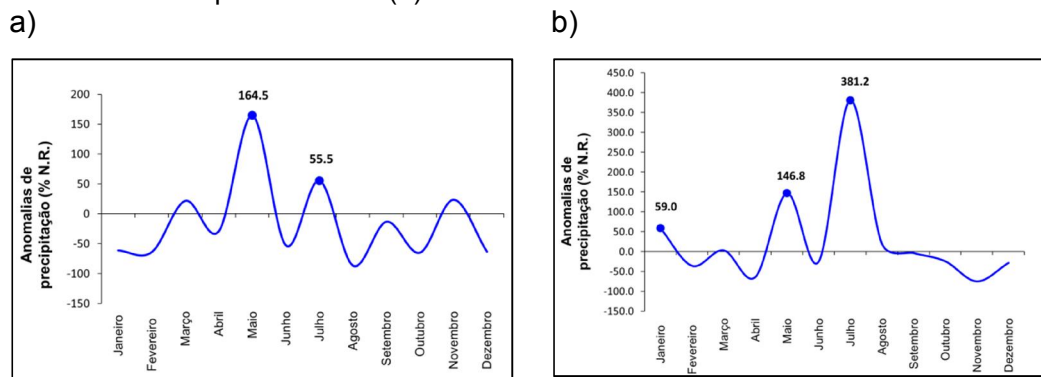 a)
b)
200
150
100
50
0
-50
-100
-150
Anomalias de
precipitação (% N.R.)
164.5
55.5
Janeiro
Fevereiro
Março
Abril
Maio
Junho
Julho
Agosto
Setembro
Outubro
Novembro
Dezembro
450.0
400.0
350.0
300.0
250.0
200.0
150.0
100.0
50.0
0.0
-50.0
-100.0
-150.0
Anomalias de
precipitação (% N.R.)
59.0
146.8
381.2
Janeiro
Fevereiro
Março
Abril
Maio
Junho
Julho
Agosto
Setembro
Outubro
Novembro
Dezembro